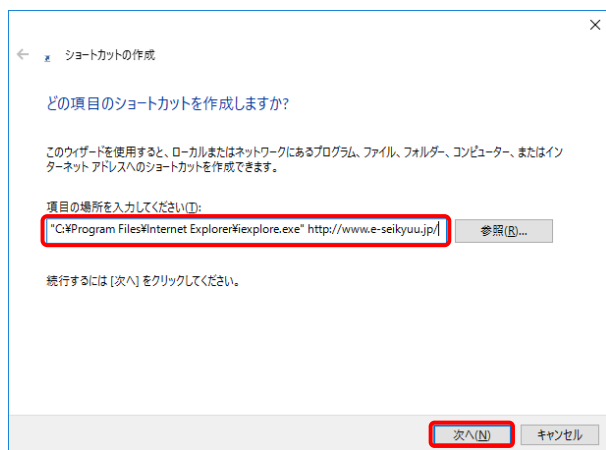 ショートカットの作成
どの項目のショートカットを作成しますか?
このウィザードを使用すると、ローカルまたはネットワークにあるプログラム、ファイル、フォルダー、コンピューター、またはイン
ターネット アドレスへのショートカットを作成できます。
項目の場所を入力してください(T):
"C:¥Program Files¥Internet Explorer¥iexplore.exe" http://www.e-seikyuu.jp/
参照(R)...
続行するには [次へ] をクリックしてください。
次へ(N)
キャンセル